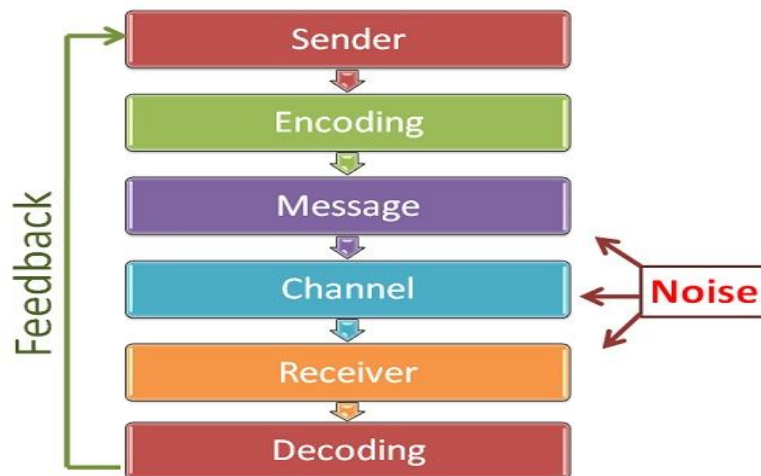 Sender
Encoding
Message
Channel
Receiver
Decoding
Feedback
Noise